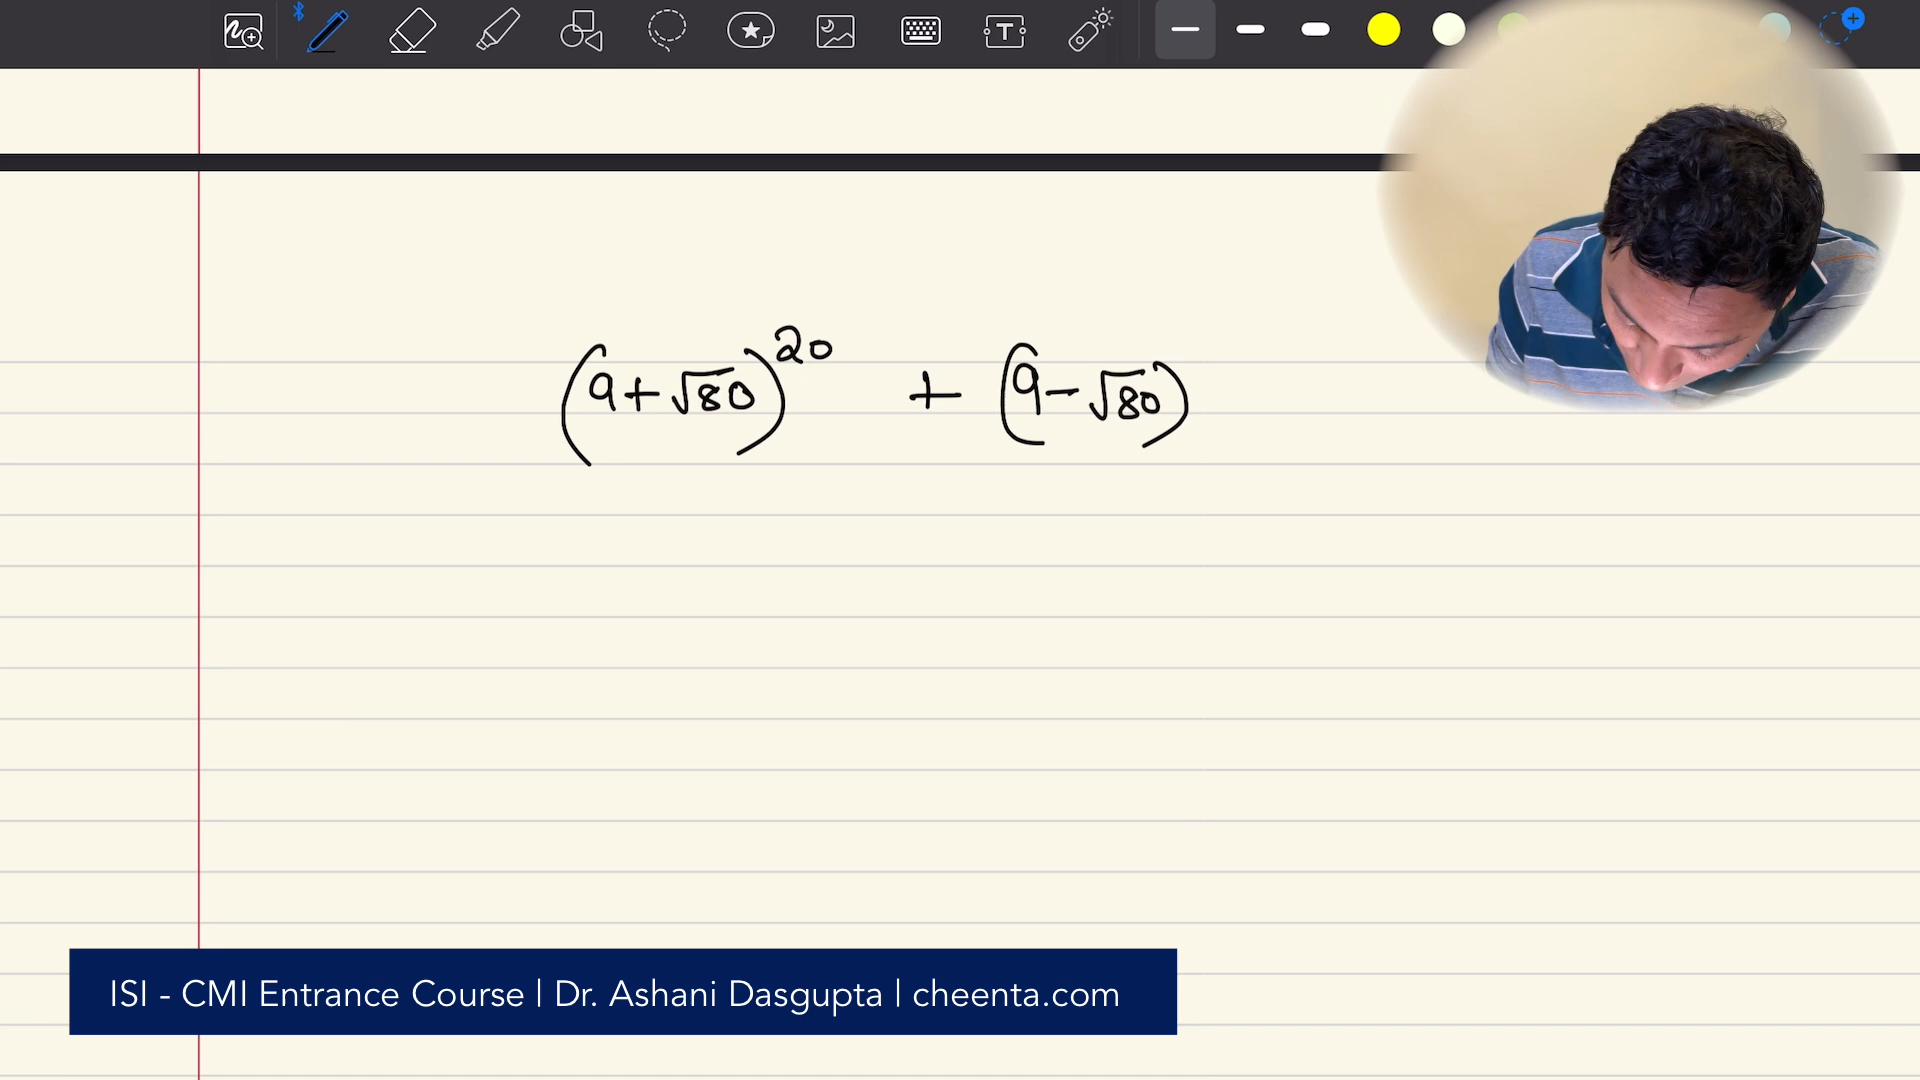 (9+√80)²⁰ + (9-√80)
ISI - CMI Entrance Course | Dr. Ashani Dasgupta | cheenta.com